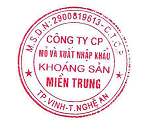 M.S.D.N: 2900819613-C.T.C.P
CÔNG TY CP
MỎ VÀ XUẤT NHẬP KHẨU
KHOÁNG SẢN
MIỀN TRUNG
TP.VINH-T.NGHỆ AN